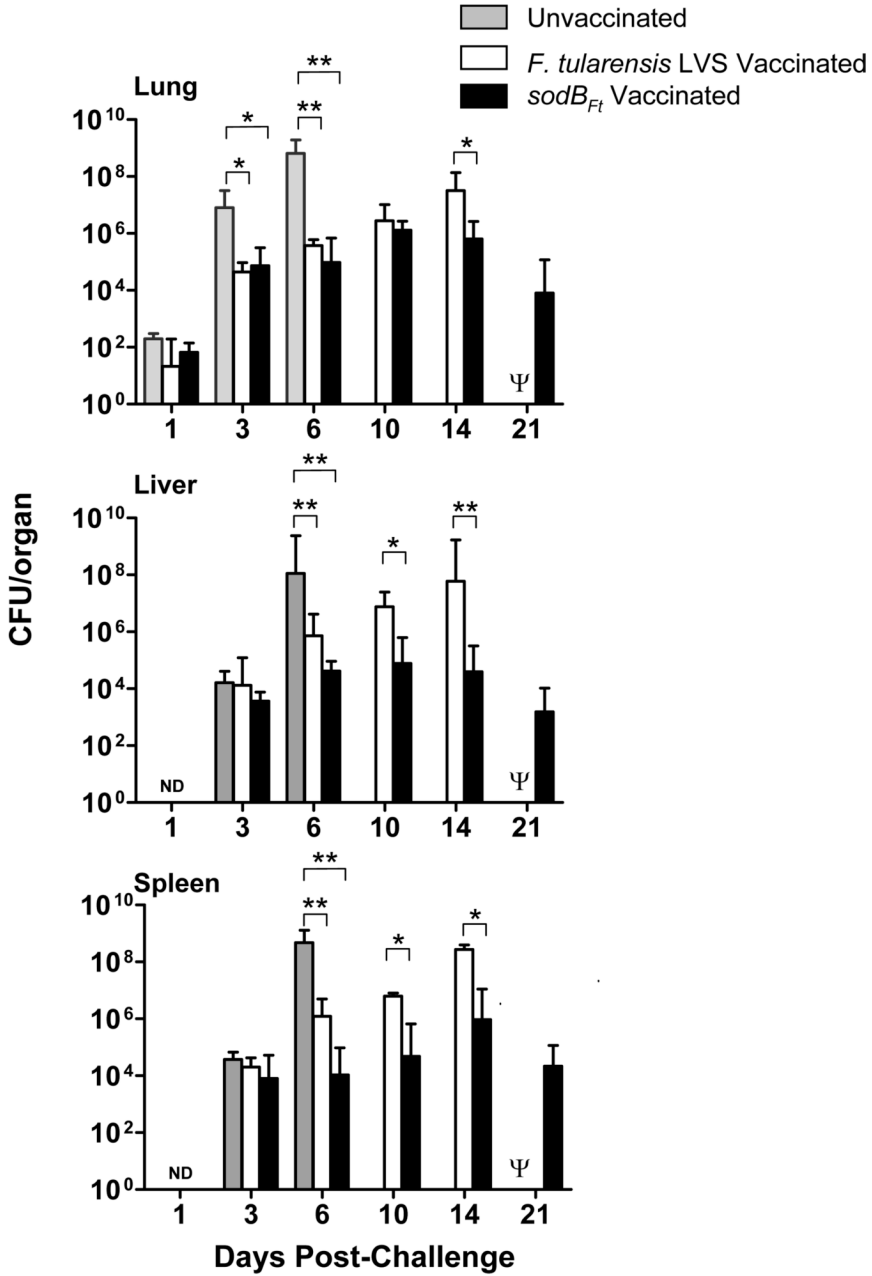 Unvaccinated
F. tularensis LVS Vaccinated
sodB_Ft Vaccinated
Lung
** 
* **
* *
10^10
10^8
10^6
10^4
10^2
10^0
Ψ
1 3 6 10 14 21
Liver
**
** **
*
10^10
10^8
10^6
10^4
10^2
10^0
ND Ψ
1 3 6 10 14 21
CFU/organ
Spleen
**
** * *
10^10
10^8
10^6
10^4
10^2
10^0
ND Ψ
1 3 6 10 14 21
Days Post-Challenge